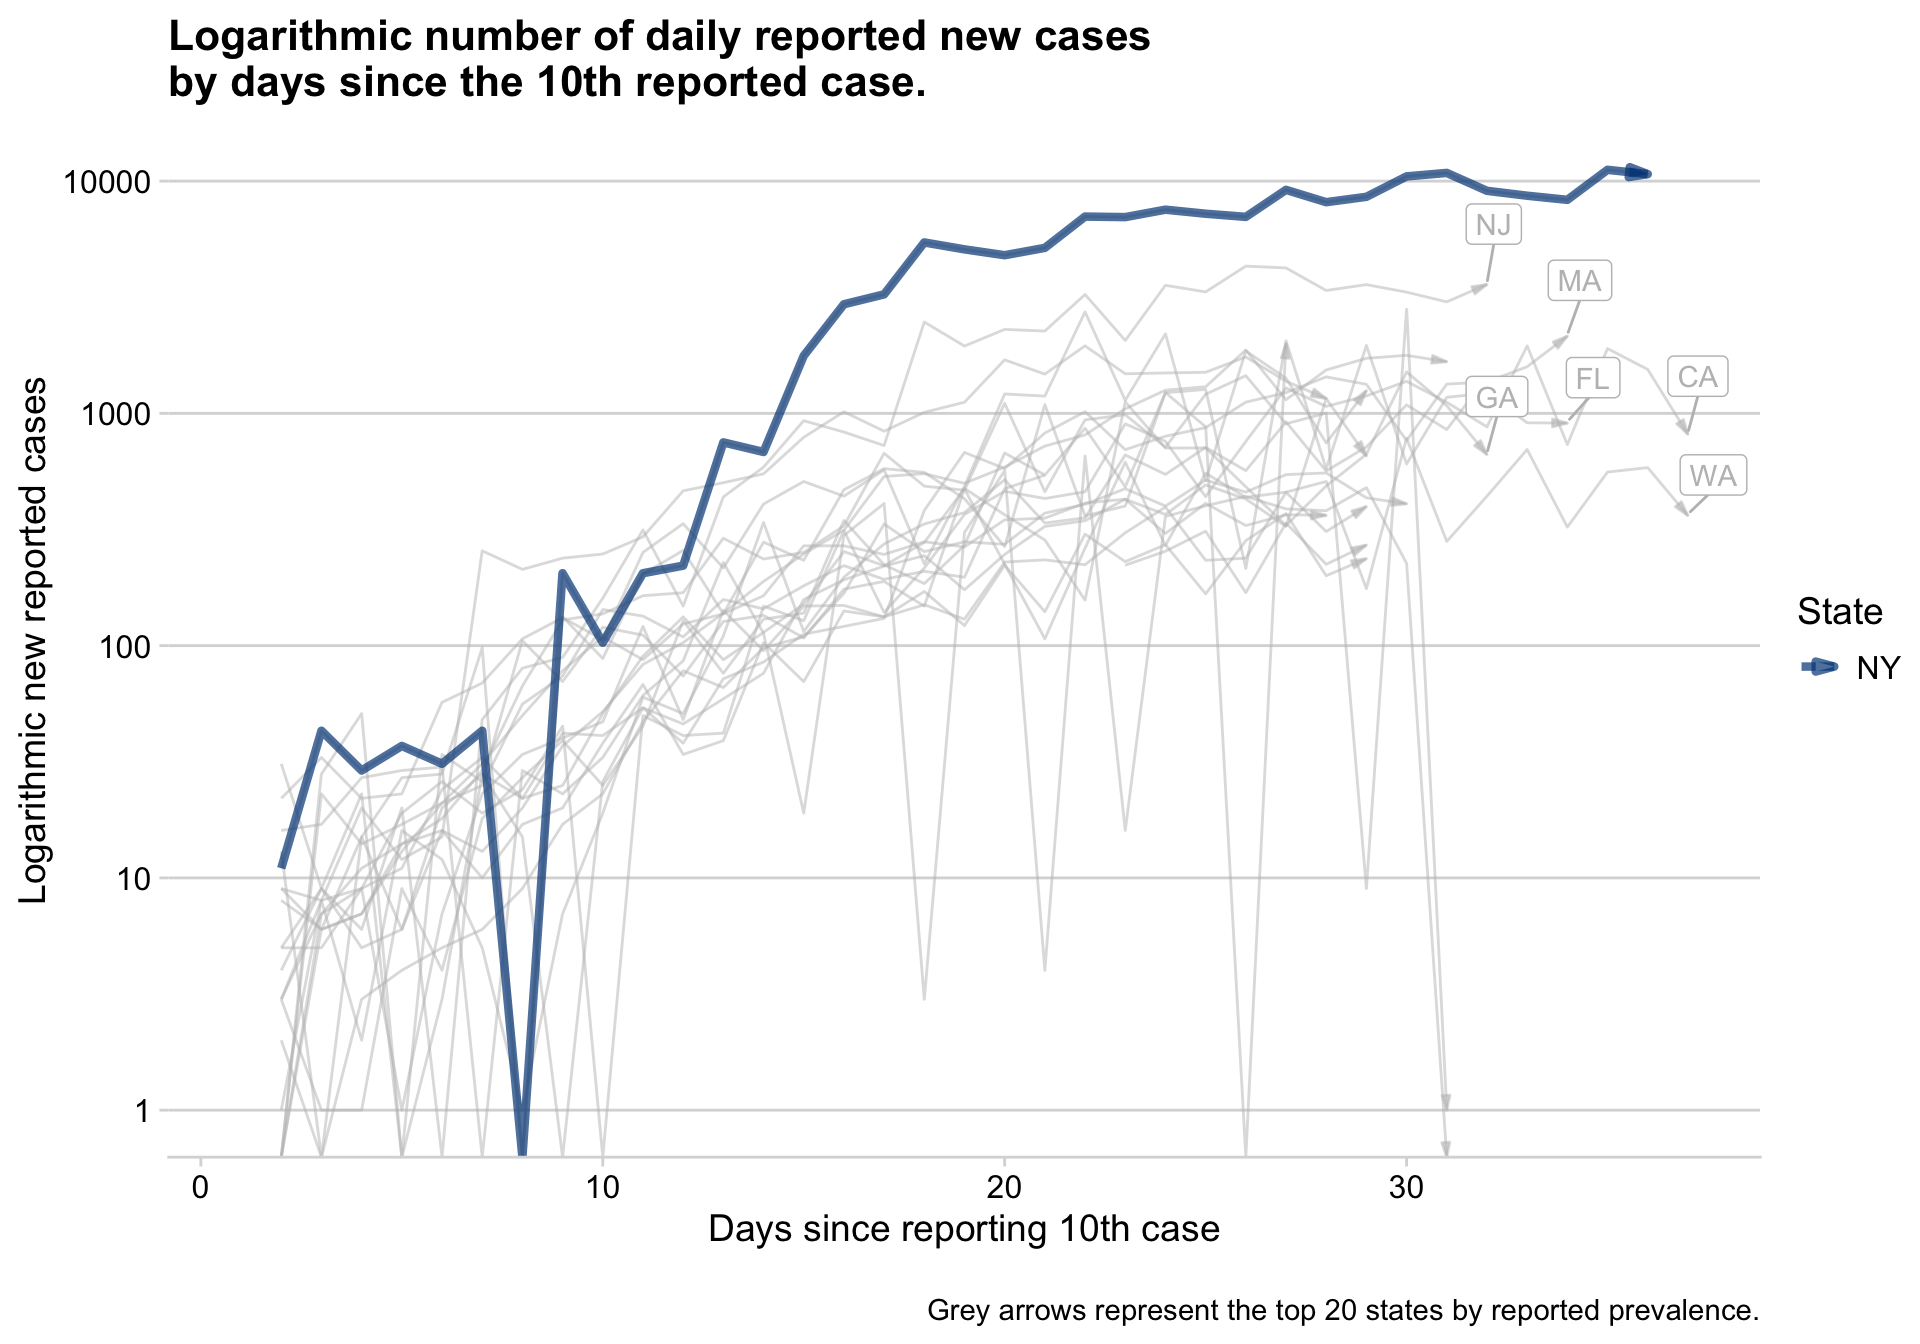 Logarithmic number of daily reported new cases
by days since the 10th reported case.
Logarithmic new reported cases
10000
1000
100
10
1
NJ
MA
FL
CA
GA
WA
State
NY
0
10
20
30
Days since reporting 10th case
Grey arrows represent the top 20 states by reported prevalence.